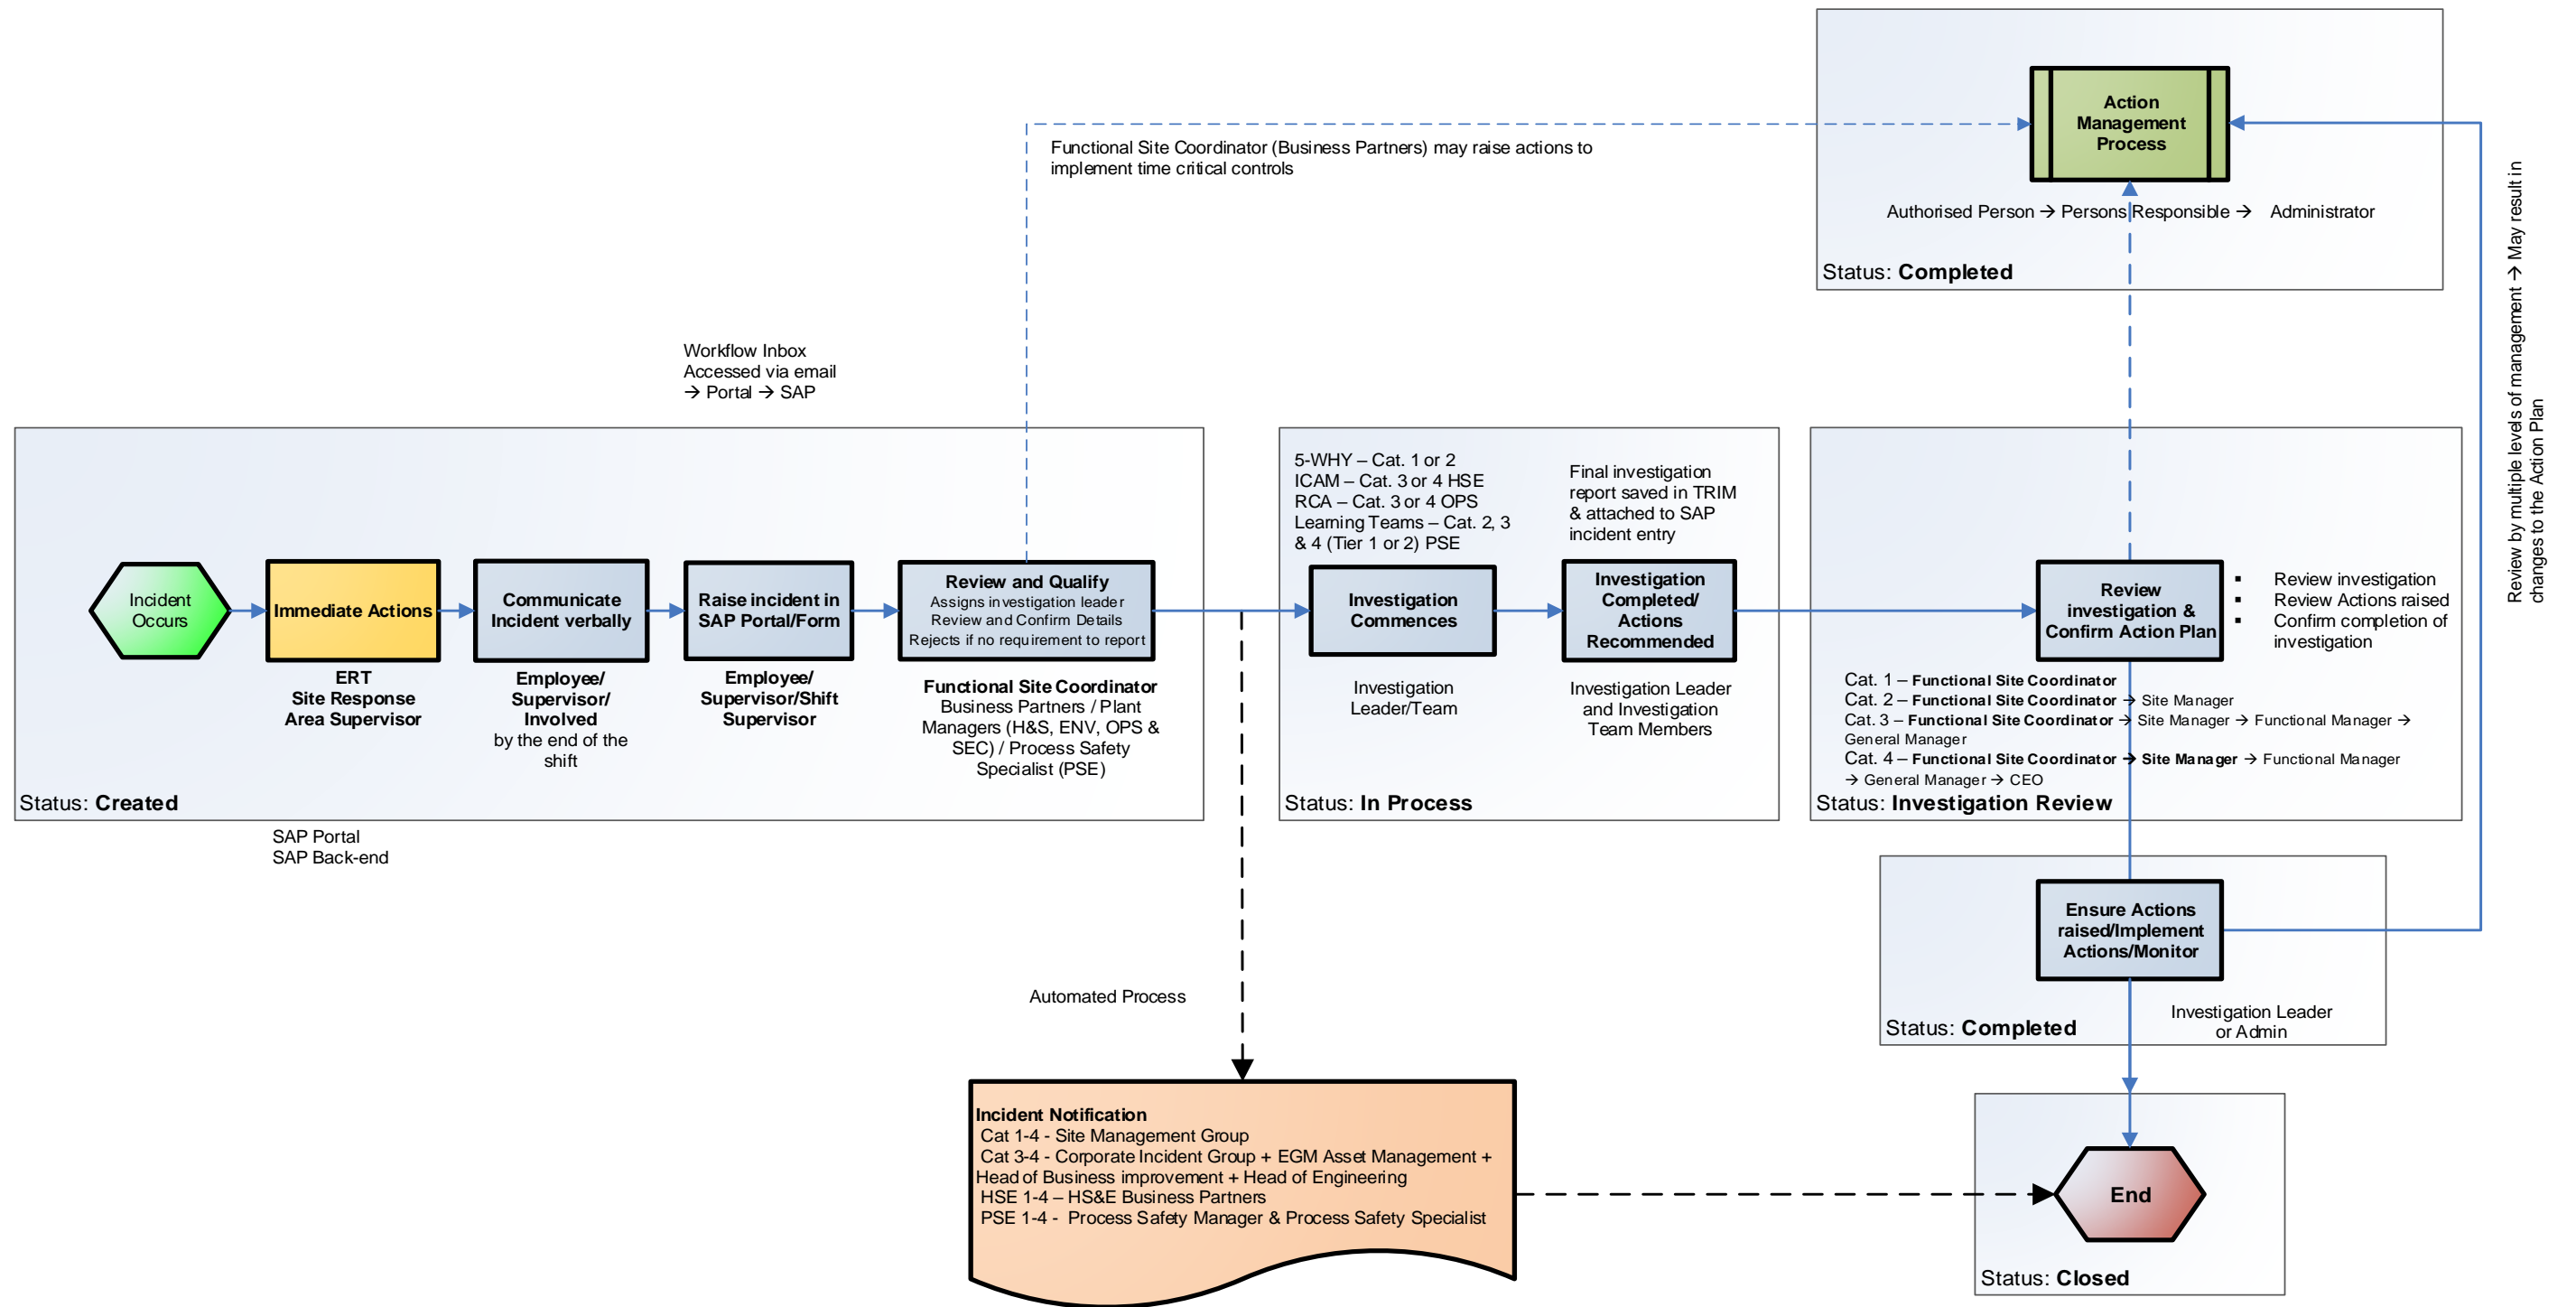 Action
Management
Process
Functional Site Coordinator (Business Partners) may raise actions to
implement time critical controls
Authorised Person → Persons Responsible → Administrator
Status: Completed
Review by multiple levels of management → May result in
changes to the Action Plan
Workflow Inbox
Accessed via email
→ Portal → SAP
Incident
Occurs
Immediate Actions
ERT
Site Response
Area Supervisor
Communicate
Incident verbally
Employee/
Supervisor/
Involved
by the end of the
shift
Raise incident in
SAP Portal/Form
Employee/
Supervisor/Shift
Supervisor
Review and Qualify
Assigns investigation leader
Review and Confirm Details
Rejects if no requirement to report
Functional Site Coordinator
Business Partners / Plant
Managers (H&S, ENV, OPS &
SEC) / Process Safety
Specialist (PSE)
Status: Created
SAP Portal
SAP Back-end
5-WHY – Cat. 1 or 2
ICAM – Cat. 3 or 4 HSE
RCA – Cat. 3 or 4 OPS
Learning Teams – Cat. 2, 3
& 4 (Tier 1 or 2) PSE
Final investigation
report saved in TRIM
& attached to SAP
incident entry
Investigation
Commences
Investigation
Leader/Team
Investigation
Completed/
Actions
Recommended
Investigation Leader
and Investigation
Team Members
Status: In Process
Review
investigation &
Confirm Action Plan
▪ Review investigation
▪ Review Actions raised
▪ Confirm completion of
investigation
Cat. 1 – Functional Site Coordinator
Cat. 2 – Functional Site Coordinator → Site Manager
Cat. 3 – Functional Site Coordinator → Site Manager → Functional Manager →
General Manager
Cat. 4 – Functional Site Coordinator → Site Manager → Functional Manager
→ General Manager → CEO
Status: Investigation Review
Ensure Actions
raised/Implement
Actions/Monitor
Investigation Leader
or Admin
Status: Completed
Automated Process
Incident Notification
Cat 1-4 - Site Management Group
Cat 3-4 - Corporate Incident Group + EGM Asset Management +
Head of Business improvement + Head of Engineering
HSE 1-4 – HS&E Business Partners
PSE 1-4 - Process Safety Manager & Process Safety Specialist
End
Status: Closed